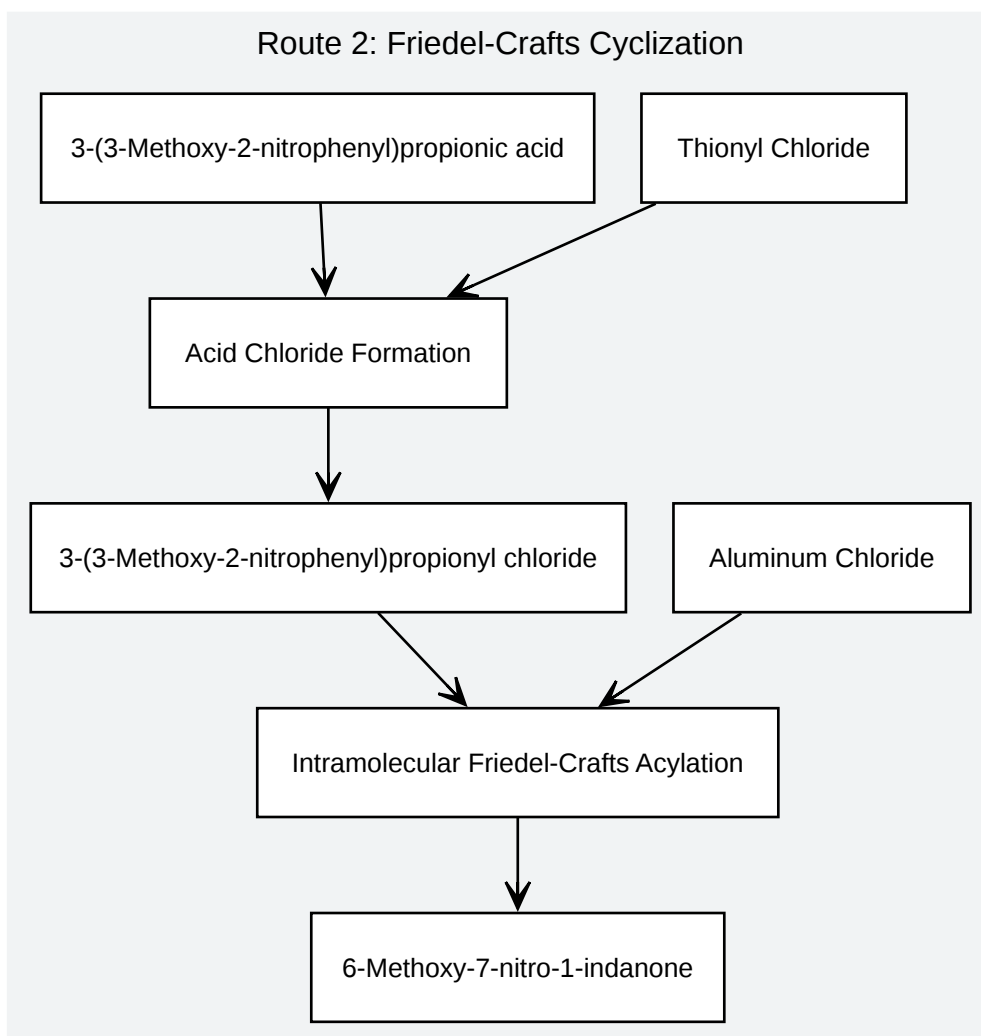 Route 2: Friedel-Crafts Cyclization
3-(3-Methoxy-2-nitrophenyl)propionic acid
Thionyl Chloride
Acid Chloride Formation
3-(3-Methoxy-2-nitrophenyl)propionyl chloride
Aluminum Chloride
Intramolecular Friedel-Crafts Acylation
6-Methoxy-7-nitro-1-indanone